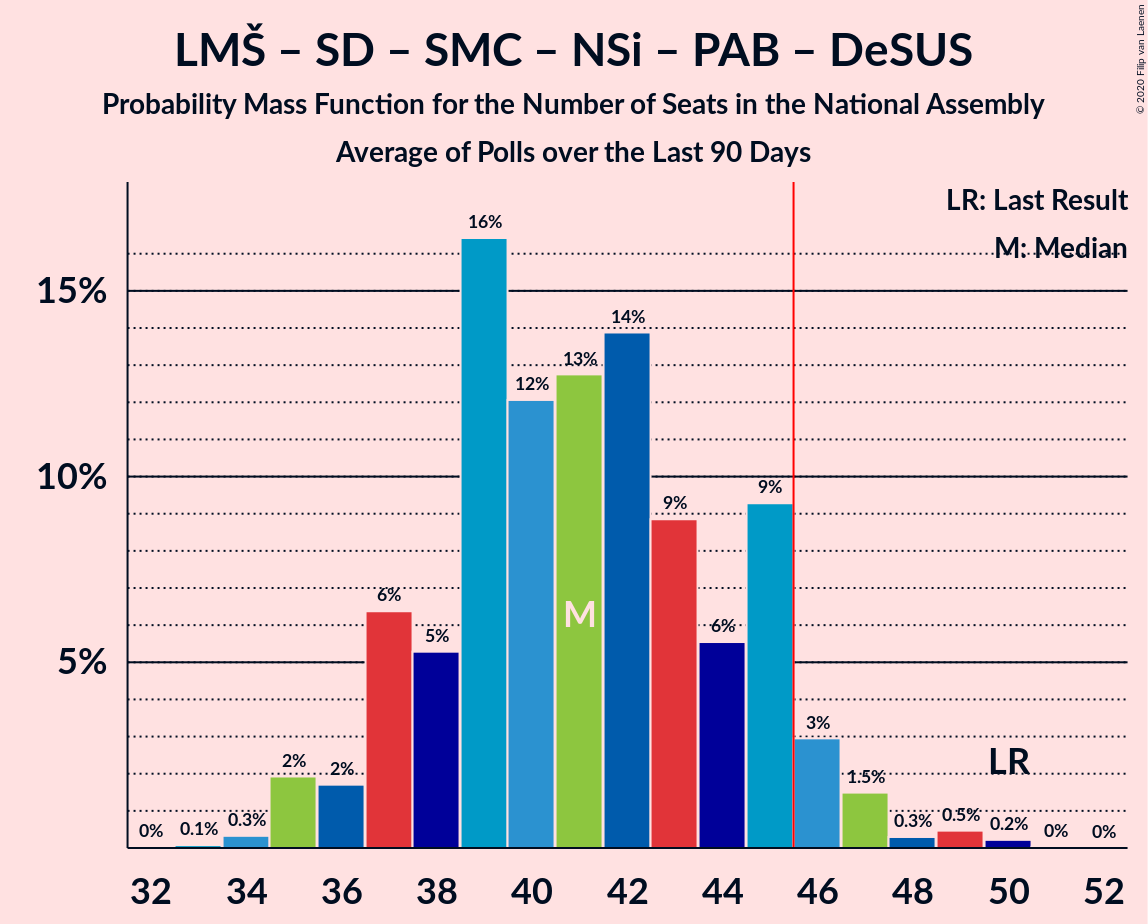 LMŠ – SD – SMC – NSi – PAB – DeSUS
Probability Mass Function for the Number of Seats in the National Assembly
Average of Polls over the Last 90 Days
© 2020 Filip van Laenen
LR: Last Result
M: Median
15%
10%
5%
0%
0.1%
0.3%
2%
2%
6%
5%
16%
12%
13%
14%
9%
6%
9%
3%
1.5%
0.3%
0.5%
0.2%
0%
0%
M
LR
32 34 36 38 40 42 44 46 48 50 52